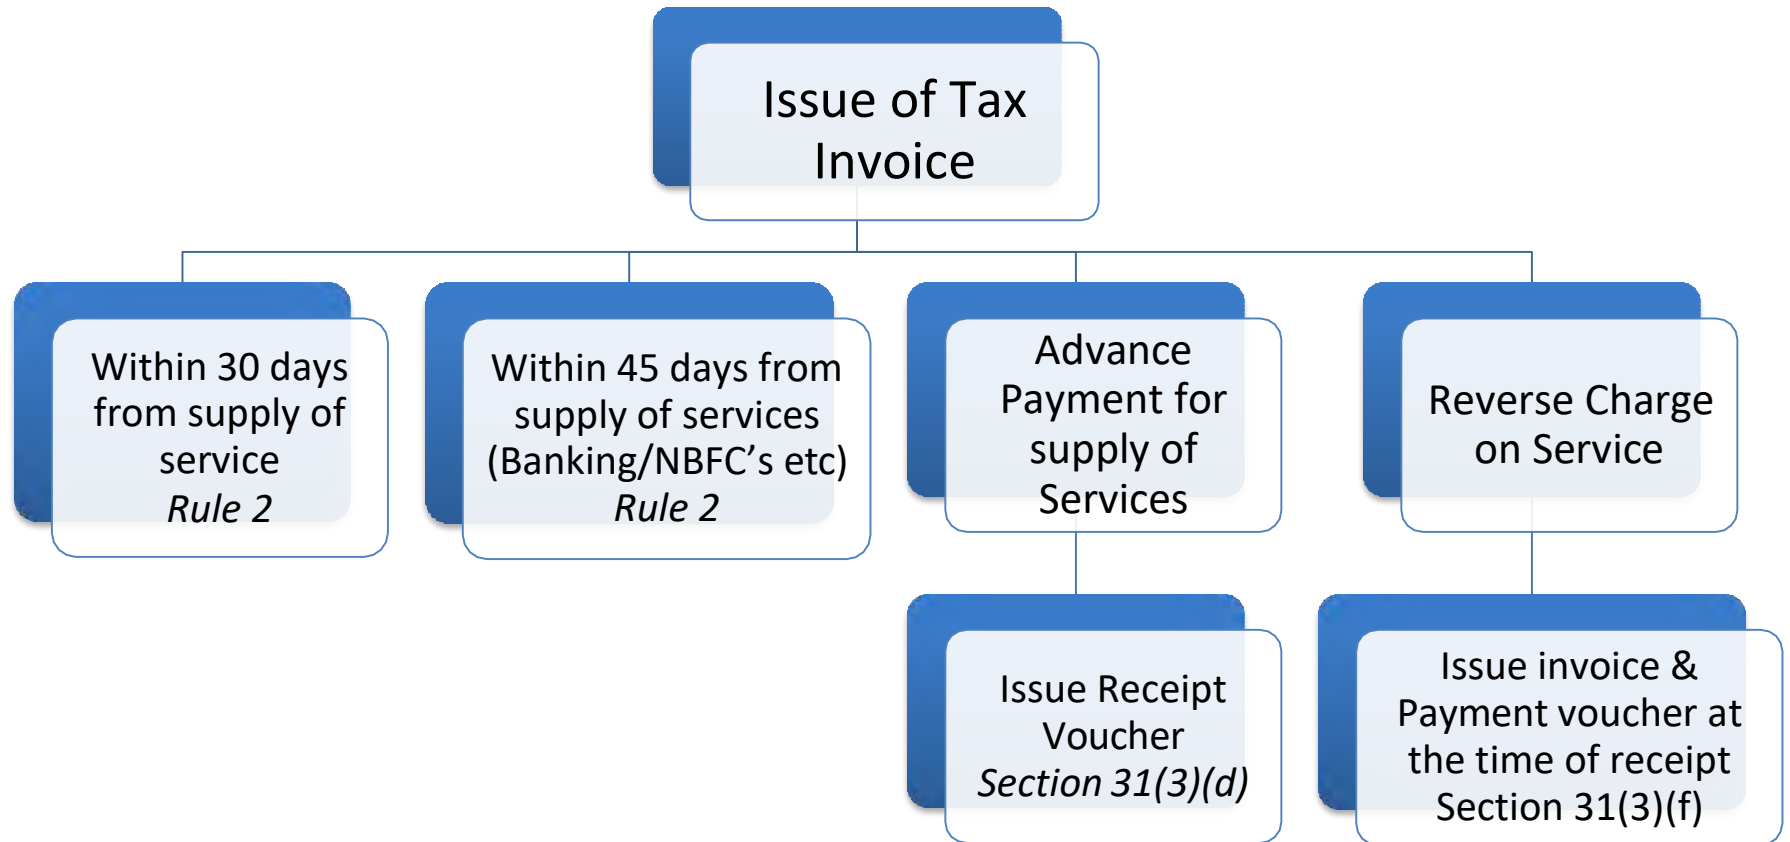 Issue of Tax
Invoice
Within 30 days
from supply of
service
Rule 2
Within 45 days from
supply of services
(Banking/NBFC’s etc)
Rule 2
Advance
Payment for
supply of
Services
Reverse Charge
on Service
Issue Receipt
Voucher
Section 31(3)(d)
Issue invoice &
Payment voucher at
the time of receipt
Section 31(3)(f)